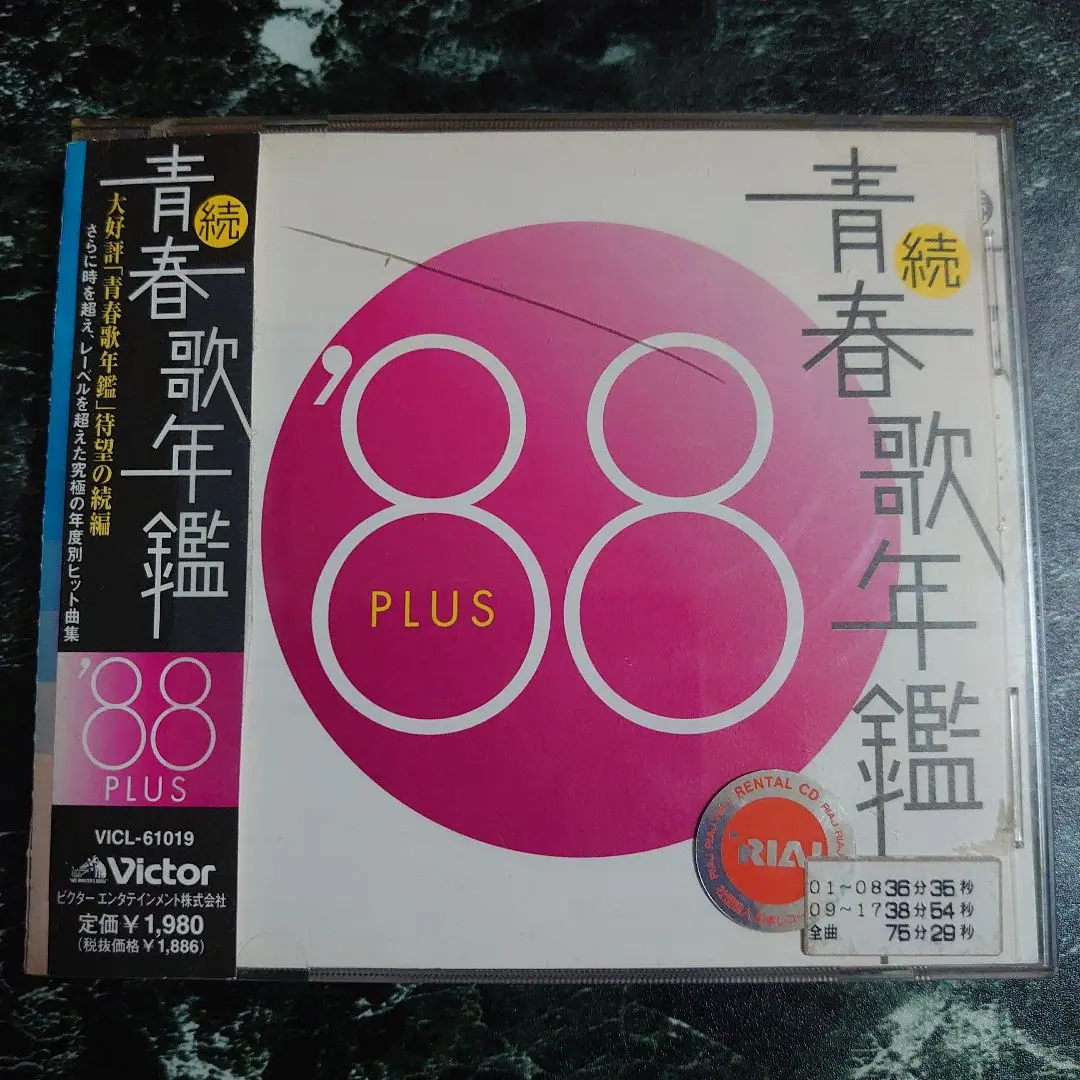 続
青春歌年鑑
大好評「青春歌年鑑」待望の続編
さらに時を超え、レーベルを超えた究極の年度別ヒット曲集
'88
PLUS
VICL-61019
"HIS MASTER'S VOICE"
Victor
ビクターエンタテインメント株式会社
定価￥1,980
(税抜価格￥1,886)
'88
PLUS
続
青春歌年鑑
RENTAL CD
RIAJ RIAJ
RIAJ
01～08 36分35秒
09～17 38分54秒
全曲 75分29秒